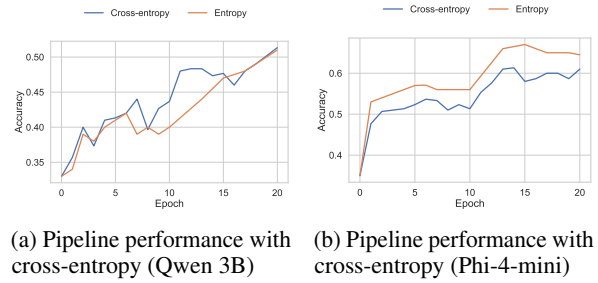 Cross-entropy Entropy
0.50
0.45
0.40
0.35
Accuracy
0 5 10 15 20
Epoch
(a) Pipeline performance with
cross-entropy (Qwen 3B)
Cross-entropy Entropy
0.6
0.5
0.4
Accuracy
0 5 10 15 20
Epoch
(b) Pipeline performance with
cross-entropy (Phi-4-mini)